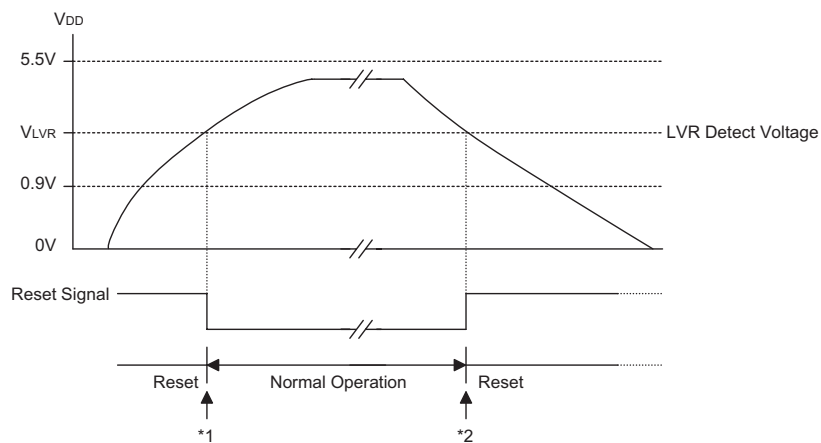 VDD
5.5V
VLVR
LVR Detect Voltage
0.9V
0V
Reset Signal
Reset
Normal Operation
Reset
*1
*2